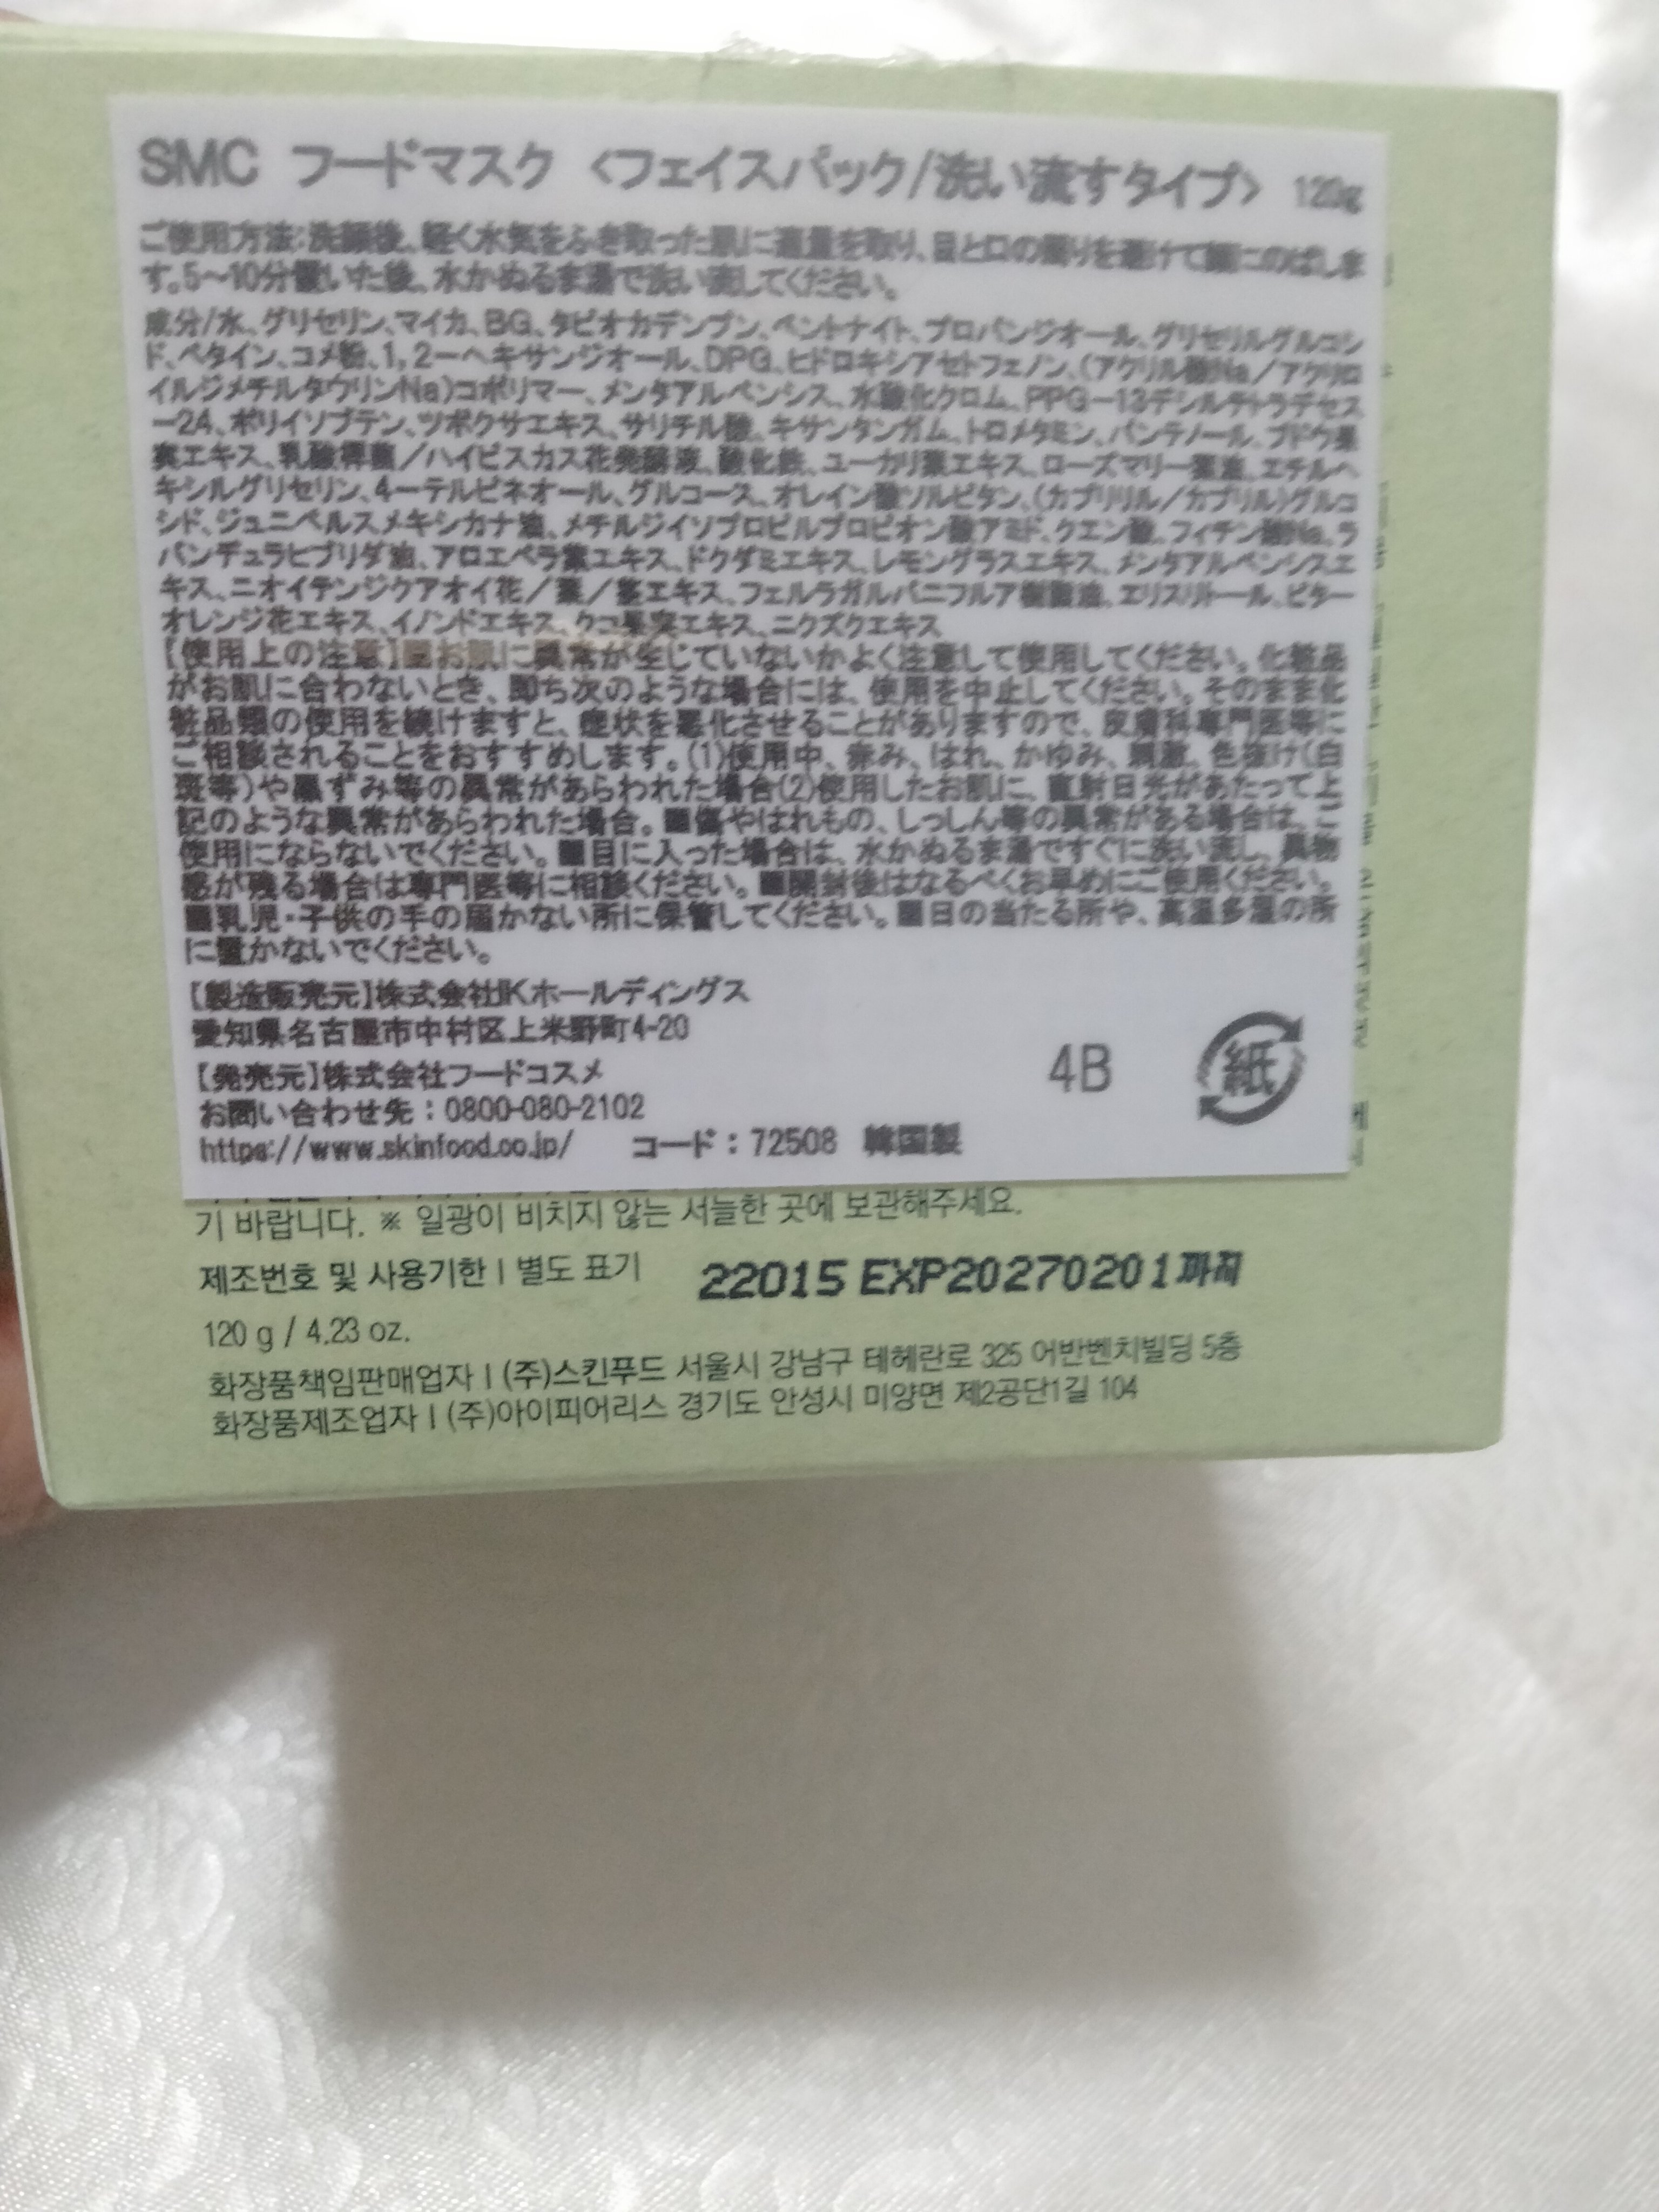 SMC フードマスク 〈フェイスパック/洗い流すタイプ〉 120g
ご使用方法:洗顔後、軽く水気をふき取った肌に適量を取り、目と口の周りを避けて顔にのばしま
す。5〜10分置いた後、水かぬるま湯で洗い流してください。
成分/水、グリセリン、マイカ、BG、タピオカデンプン、ベントナイト、プロパンジオール、グリセリルグルコシ
ド、ベタイン、コメ粉、1,2ーヘキサンジオール、DPG、ヒドロキシアセトフェノン、(アクリル酸Na/アクリロ
イルジメチルタウリンNa)コポリマー、メンタアルベンシス、水酸化クロム、PPGー13デシルテトラデセス
ー24、ポリイソブテン、ツボクサエキス、サリチル酸、キサンタンガム、トロメタミン、パンテノール、ブドウ果
実エキス、乳酸桿菌/ハイビスカス花発酵液、酸化鉄、ユーカリ葉エキス、ローズマリー葉油、エチルヘ
キシルグリセリン、4ーテルピネオール、グルコース、オレイン酸ソルビタン、(カプリリル/カプリル)グルコ
シド、ジュニペルスメキシカナ油、メチルジイソプロピルプロピオン酸アミド、クエン酸、フィチン酸Na、ラ
バンデュラヒブリダ油、アロエベラ葉エキス、ドクダミエキス、レモングラスエキス、メンタアルベンシスエ
キス、ニオイテンジクアオイ花/葉/茎エキス、フェルラガルバニフルア樹脂油、エリスリトール、ビター
オレンジ花エキス、イノンドエキス、クコ果実エキス、ニクズクエキス
【使用上の注意】■お肌に異常が生じていないかよく注意して使用してください。化粧品
がお肌に合わないとき、即ち次のような場合には、使用を中止してください。そのまま化
粧品類の使用を続けますと、症状を悪化させることがありますので、皮膚科専門医等に
ご相談されることをおすすめします。(1)使用中、赤み、はれ、かゆみ、刺激、色抜け(白
斑等)や黒ずみ等の異常があらわれた場合(2)使用したお肌に、直射日光があたって上
記のような異常があらわれた場合。■傷やはれもの、しっしん等の異常がある場合は、ご
使用にならないでください。■目に入った場合は、水かぬるま湯ですぐに洗い流し、異物
感が残る場合は専門医等に相談ください。■開封後はなるべくお早めにご使用ください。
■乳児・子供の手の届かない所に保管してください。■日の当たる所や、高温多湿の所
に置かないでください。
【製造販売元】株式会社IKホールディングス
愛知県名古屋市中村区上米野町4-20
【発売元】株式会社フードコスメ
お問い合わせ先：0800-080-2102
https://www.skinfood.co.jp/ コード：72508 韓国製
4B
紙
기 바랍니다. ※ 일광이 비치지 않는 서늘한 곳에 보관해주세요.
제조번호 및 사용기한 | 별도 표기 22015 EXP20270201까지
120 g / 4.23 oz.
화장품책임판매업자 | (주)스킨푸드 서울시 강남구 테헤란로 325 어반벤치빌딩 5층
화장품제조업자 | (주)아이피어리스 경기도 안성시 미양면 제2공단1길 104